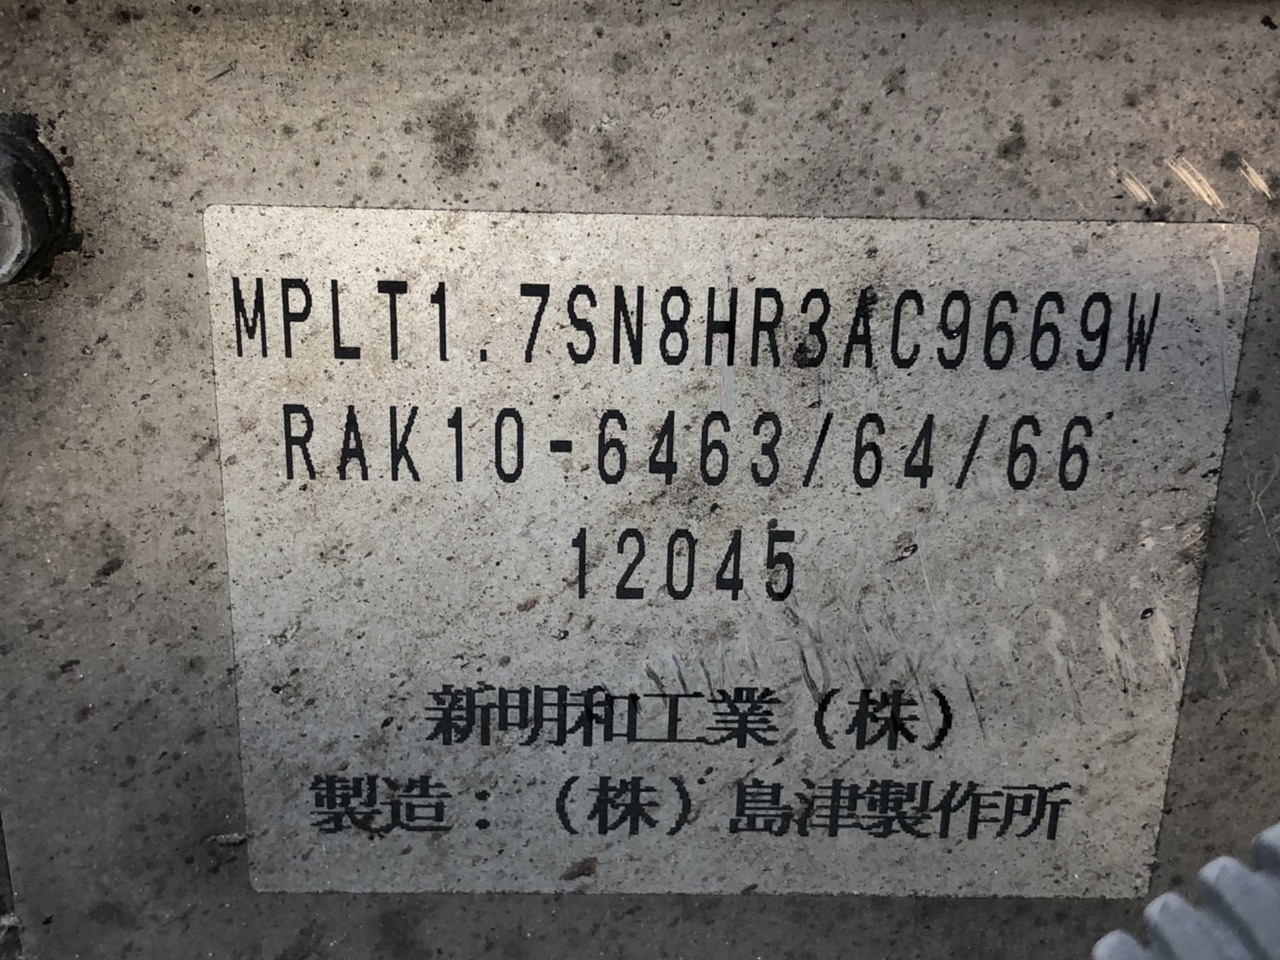 MPLT1.7SN8HR3AC9669W
RAK10-6463/64/66
12045
新明和工業(株)
製造:(株)島津製作所